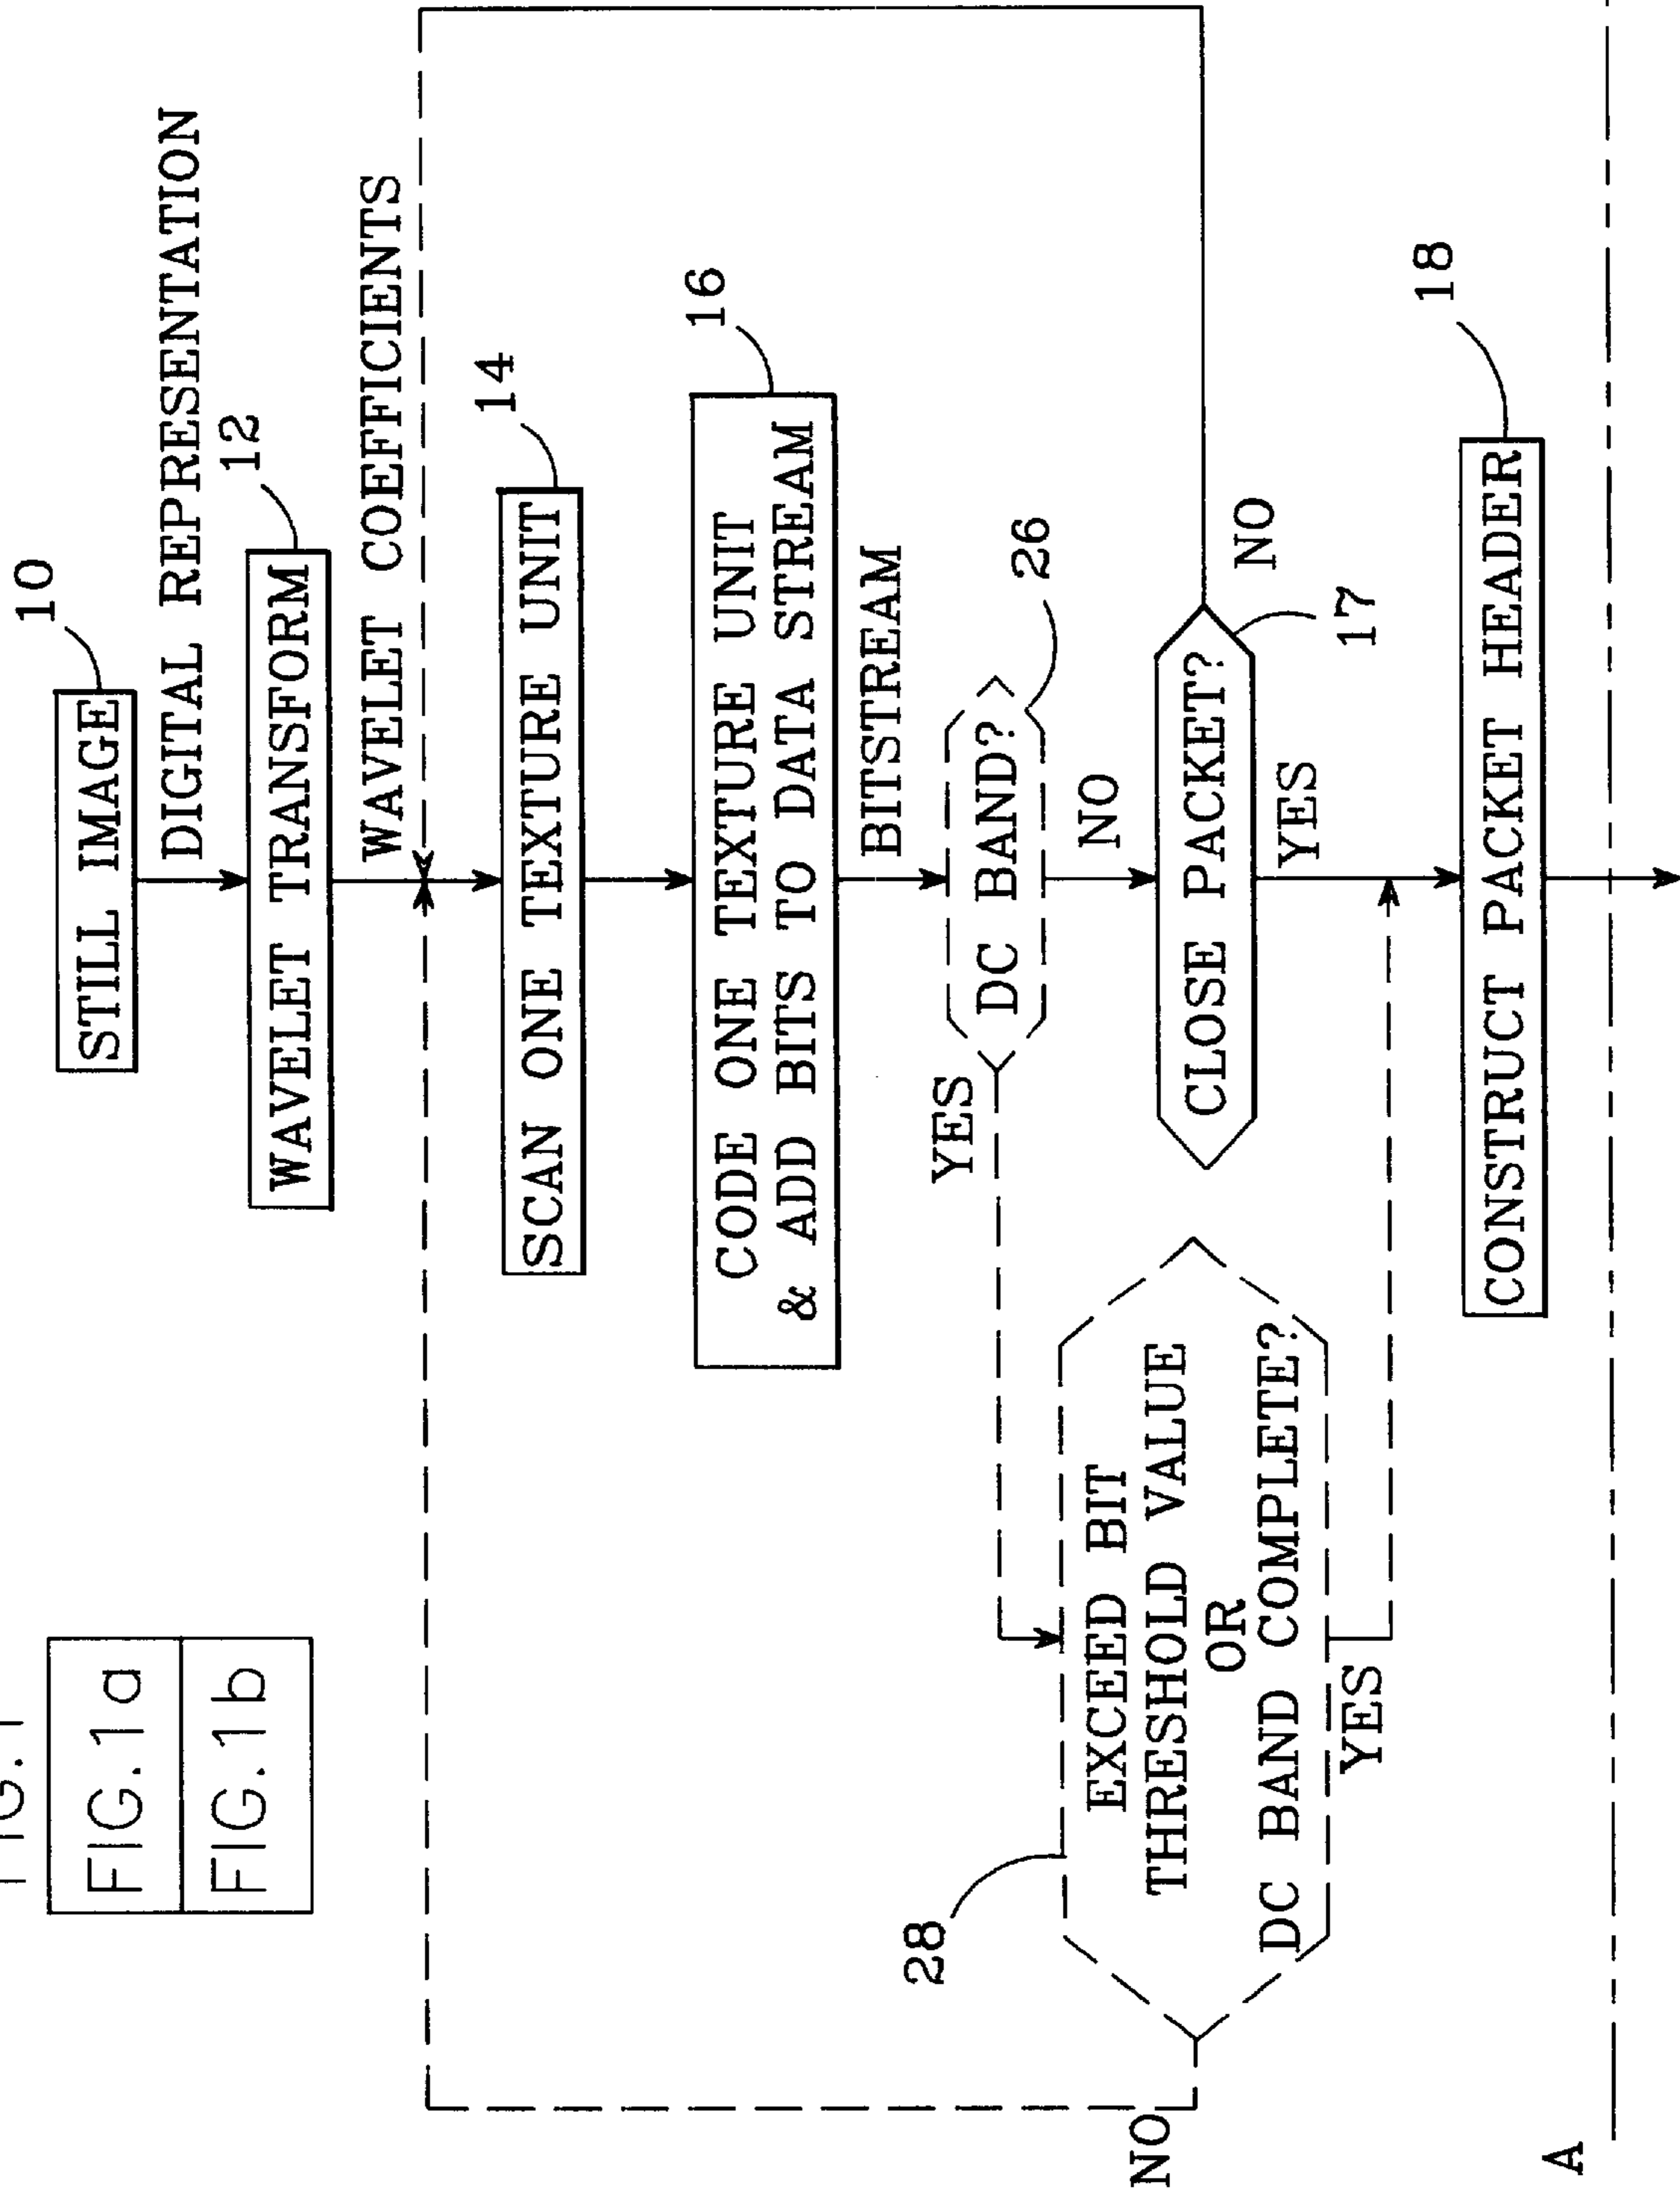 FIG.1
FIG.1a
FIG.1b
10
STILL IMAGE
DIGITAL REPRESENTATION
12
WAVELET TRANSFORM
WAVELET COEFFICIENTS
14
SCAN ONE TEXTURE UNIT
16
CODE ONE TEXTURE UNIT
& ADD BITS TO DATA STREAM
BITSTREAM
26
DC BAND?
YES
NO
28
EXCEED BIT
THRESHOLD VALUE
OR
DC BAND COMPLETE?
NO
YES
CLOSE PACKET?
17
NO
YES
18
CONSTRUCT PACKET HEADER
A